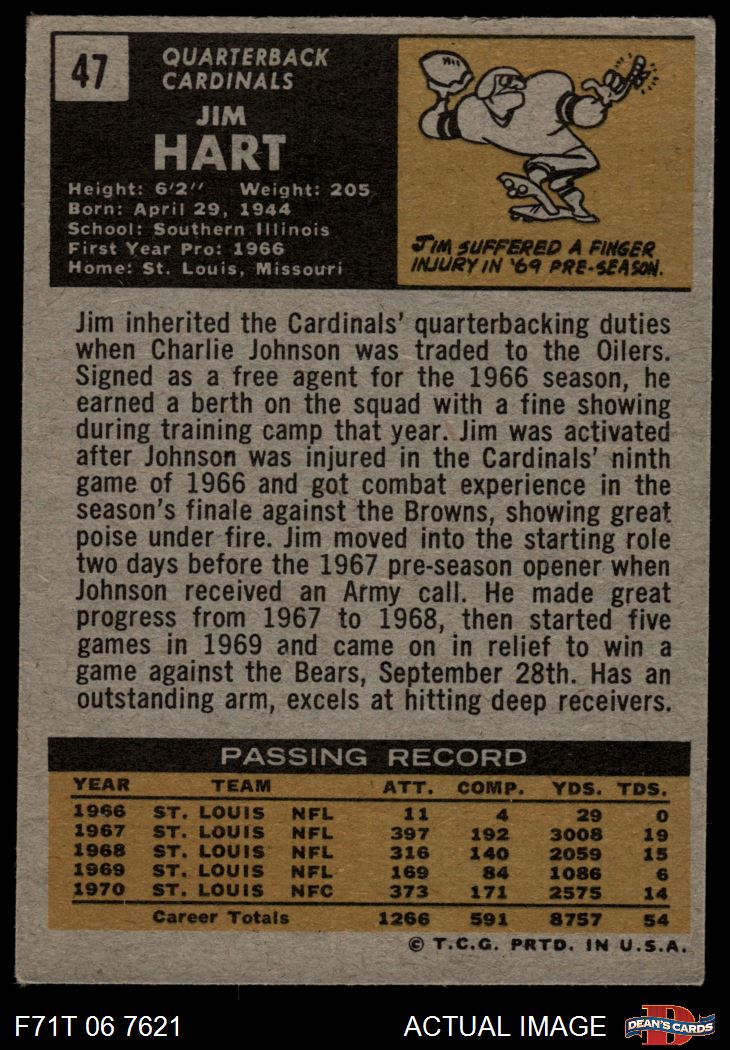 47
QUARTERBACK
CARDINALS
JIM
HART
Height: 6'2" Weight: 205
Born: April 29, 1944
School: Southern Illinois
First Year Pro: 1966
Home: St. Louis, Missouri
JIM SUFFERED A FINGER
INJURY IN '69 PRE-SEASON.
Jim inherited the Cardinals' quarterbacking duties
when Charlie Johnson was traded to the Oilers.
Signed as a free agent for the 1966 season, he
earned a berth on the squad with a fine showing
during training camp that year. Jim was activated
after Johnson was injured in the Cardinals' ninth
game of 1966 and got combat experience in the
season's finale against the Browns, showing great
poise under fire. Jim moved into the starting role
two days before the 1967 pre-season opener when
Johnson received an Army call. He made great
progress from 1967 to 1968, then started five
games in 1969 and came on in relief to win a
game against the Bears, September 28th. Has an
outstanding arm, excels at hitting deep receivers.
PASSING RECORD
YEAR TEAM ATT. COMP. YDS. TDS.
1966 ST. LOUIS NFL 11 4 29 0
1967 ST. LOUIS NFL 397 192 3008 19
1968 ST. LOUIS NFL 316 140 2059 15
1969 ST. LOUIS NFL 169 84 1086 6
1970 ST. LOUIS NFC 373 171 2575 14
Career Totals 1266 591 8757 54
© T.C.G. PRTD. IN U.S.A.
F71T 06 7621 ACTUAL IMAGE
D
DEAN'S CARDS